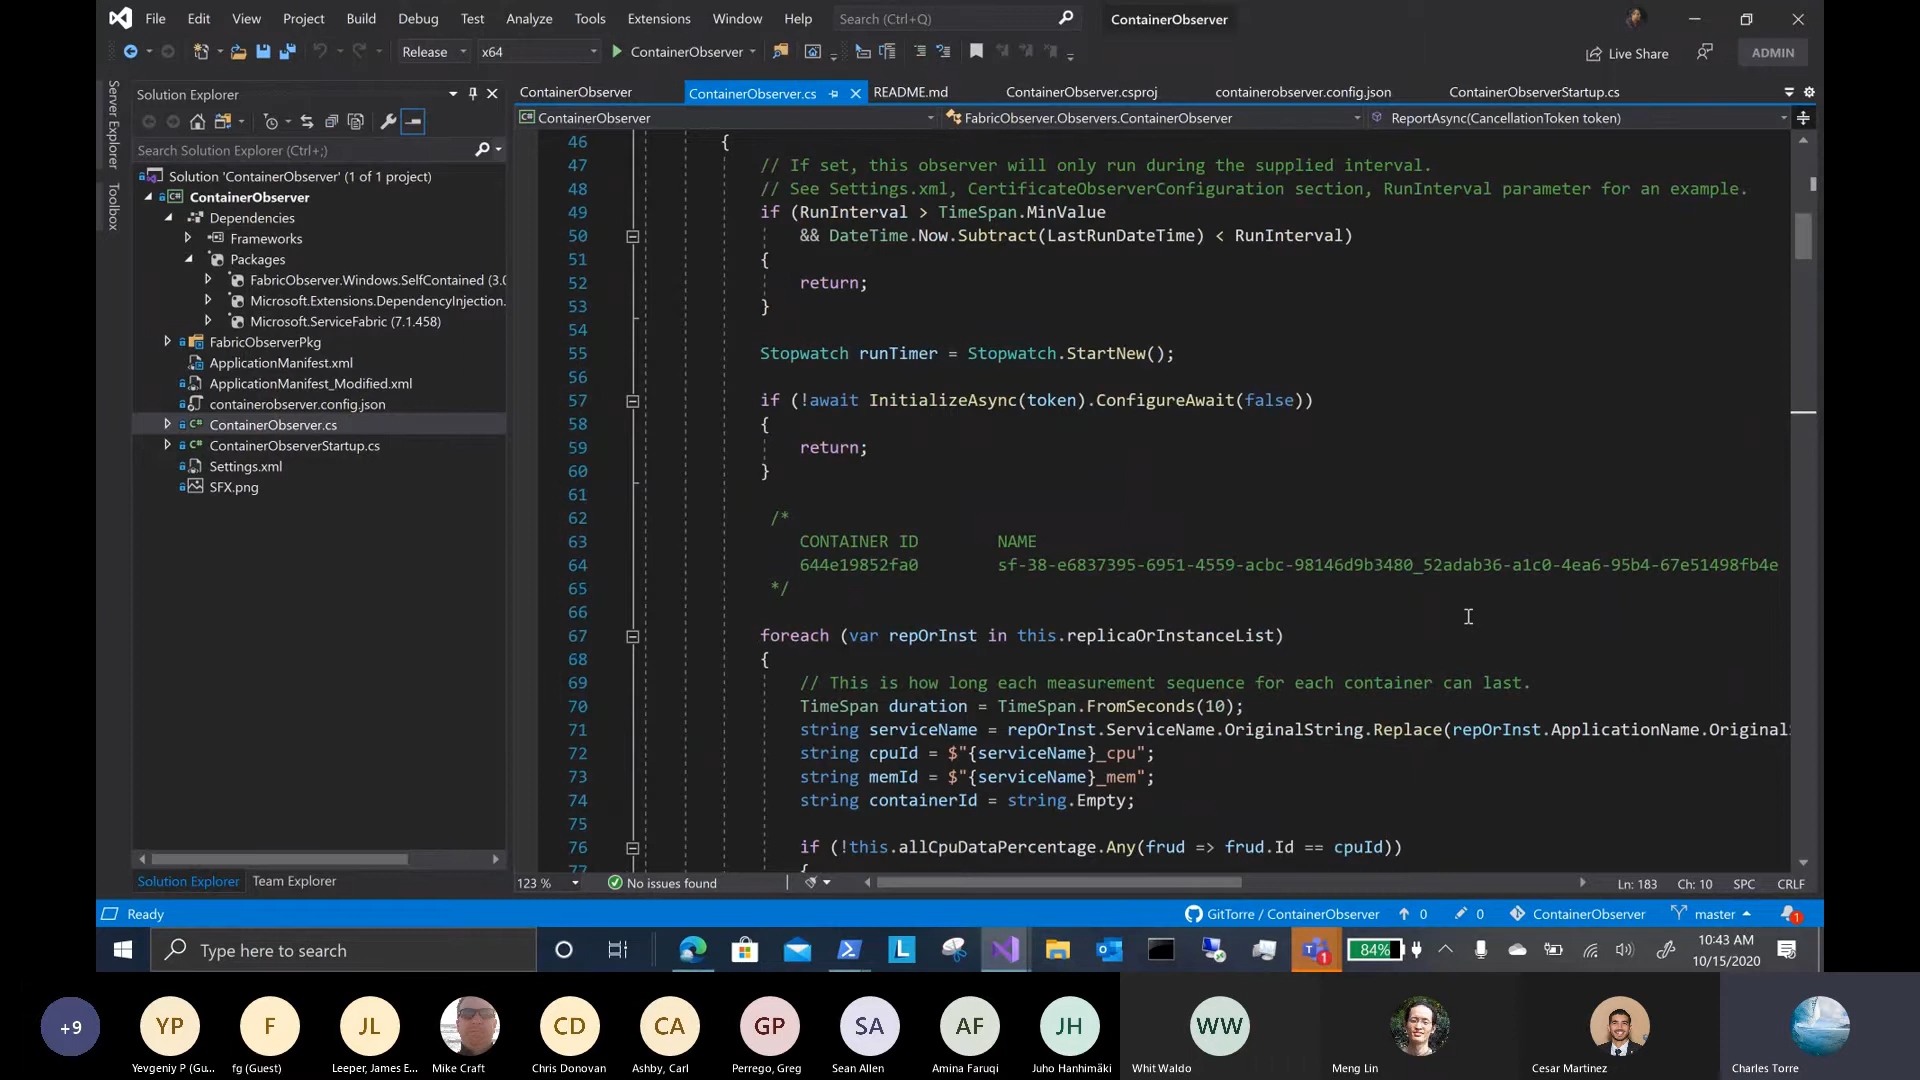 File Edit View Project Build Debug Test Analyze Tools Extensions Window Help Search (Ctrl+Q) ContainerObserver
Release x64 ContainerObserver Live Share ADMIN
Server Explorer
Toolbox
Solution Explorer
Search Solution Explorer (Ctrl+;)
Solution 'ContainerObserver' (1 of 1 project)
ContainerObserver
Dependencies
Frameworks
Packages
FabricObserver.Windows.SelfContained (3.0
Microsoft.Extensions.DependencyInjection.
Microsoft.ServiceFabric (7.1.458)
FabricObserverPkg
ApplicationManifest.xml
ApplicationManifest_Modified.xml
containerobserver.config.json
ContainerObserver.cs
ContainerObserverStartup.cs
Settings.xml
SFX.png
Solution Explorer Team Explorer
ContainerObserver ContainerObserver.cs README.md ContainerObserver.csproj containerobserver.config.json ContainerObserverStartup.cs
ContainerObserver FabricObserver.Observers.ContainerObserver ReportAsync(CancellationToken token)
46 {
47 // If set, this observer will only run during the supplied interval.
48 // See Settings.xml, CertificateObserverConfiguration section, RunInterval parameter for an example.
49 if (RunInterval > TimeSpan.MinValue
50 && DateTime.Now.Subtract(LastRunDateTime) < RunInterval)
51 {
52 return;
53 }
54
55 Stopwatch runTimer = Stopwatch.StartNew();
56
57 if (!await InitializeAsync(token).ConfigureAwait(false))
58 {
59 return;
60 }
61
62 /*
63 CONTAINER ID NAME
64 644e19852fa0 sf-38-e6837395-6951-4559-acbc-98146d9b3480_52adab36-a1c0-4ea6-95b4-67e51498fb4e
65 */
66
67 foreach (var repOrInst in this.replicaOrInstanceList)
68 {
69 // This is how long each measurement sequence for each container can last.
70 TimeSpan duration = TimeSpan.FromSeconds(10);
71 string serviceName = repOrInst.ServiceName.OriginalString.Replace(repOrInst.ApplicationName.Original
72 string cpuId = $"{serviceName}_cpu";
73 string memId = $"{serviceName}_mem";
74 string containerId = string.Empty;
75
76 if (!this.allCpuDataPercentage.Any(frud => frud.Id == cpuId))
77 {
123 % No issues found Ln: 183 Ch: 10 SPC CRLF
Ready GitTorre / ContainerObserver 0 0 ContainerObserver master 1
Type here to search 1 84% 10:43 AM
10/15/2020
+9 YP F JL CD CA GP SA AF JH WW
Yevgeniy P (Gu... fg (Guest) Leeper, James E... Mike Craft Chris Donovan Ashby, Carl Perrego, Greg Sean Allen Amina Faruqi Juho Hanhimäki Whit Waldo Meng Lin Cesar Martinez Charles Torre